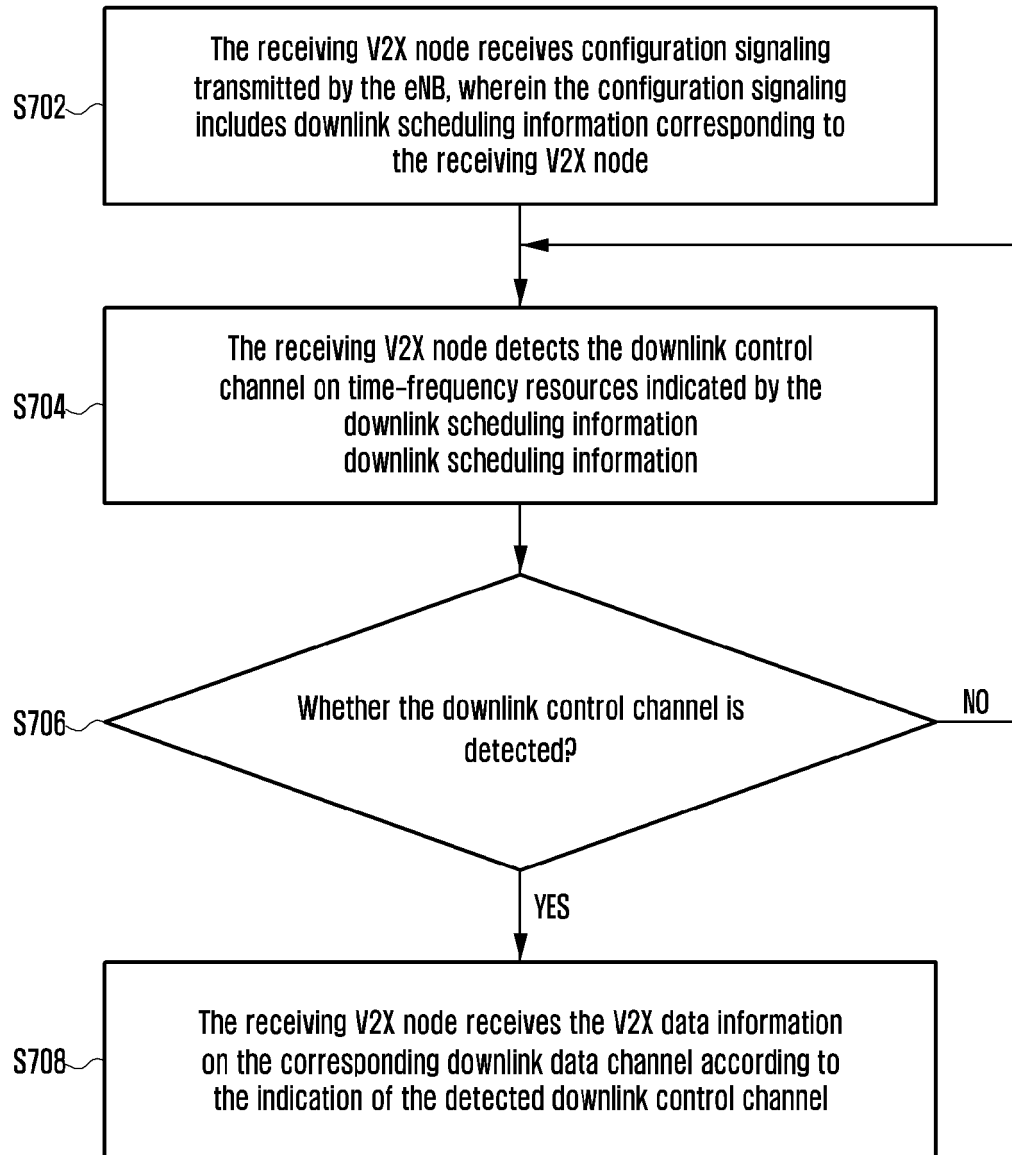 The receiving V2X node receives configuration signaling
transmitted by the eNB, wherein the configuration signaling
S702
includes downlink scheduling information corresponding to
the receiving V2X node
The receiving V2X node detects the downlink control
channel on time-frequency resources indicated by the
S704
downlink scheduling information
downlink scheduling information
Whether the downlink control channel is
NO
S706
detected?
YES
The receiving V2X node receives the V2X data information
S708
on the corresponding downlink data channel according to
the indication of the detected downlink control channel